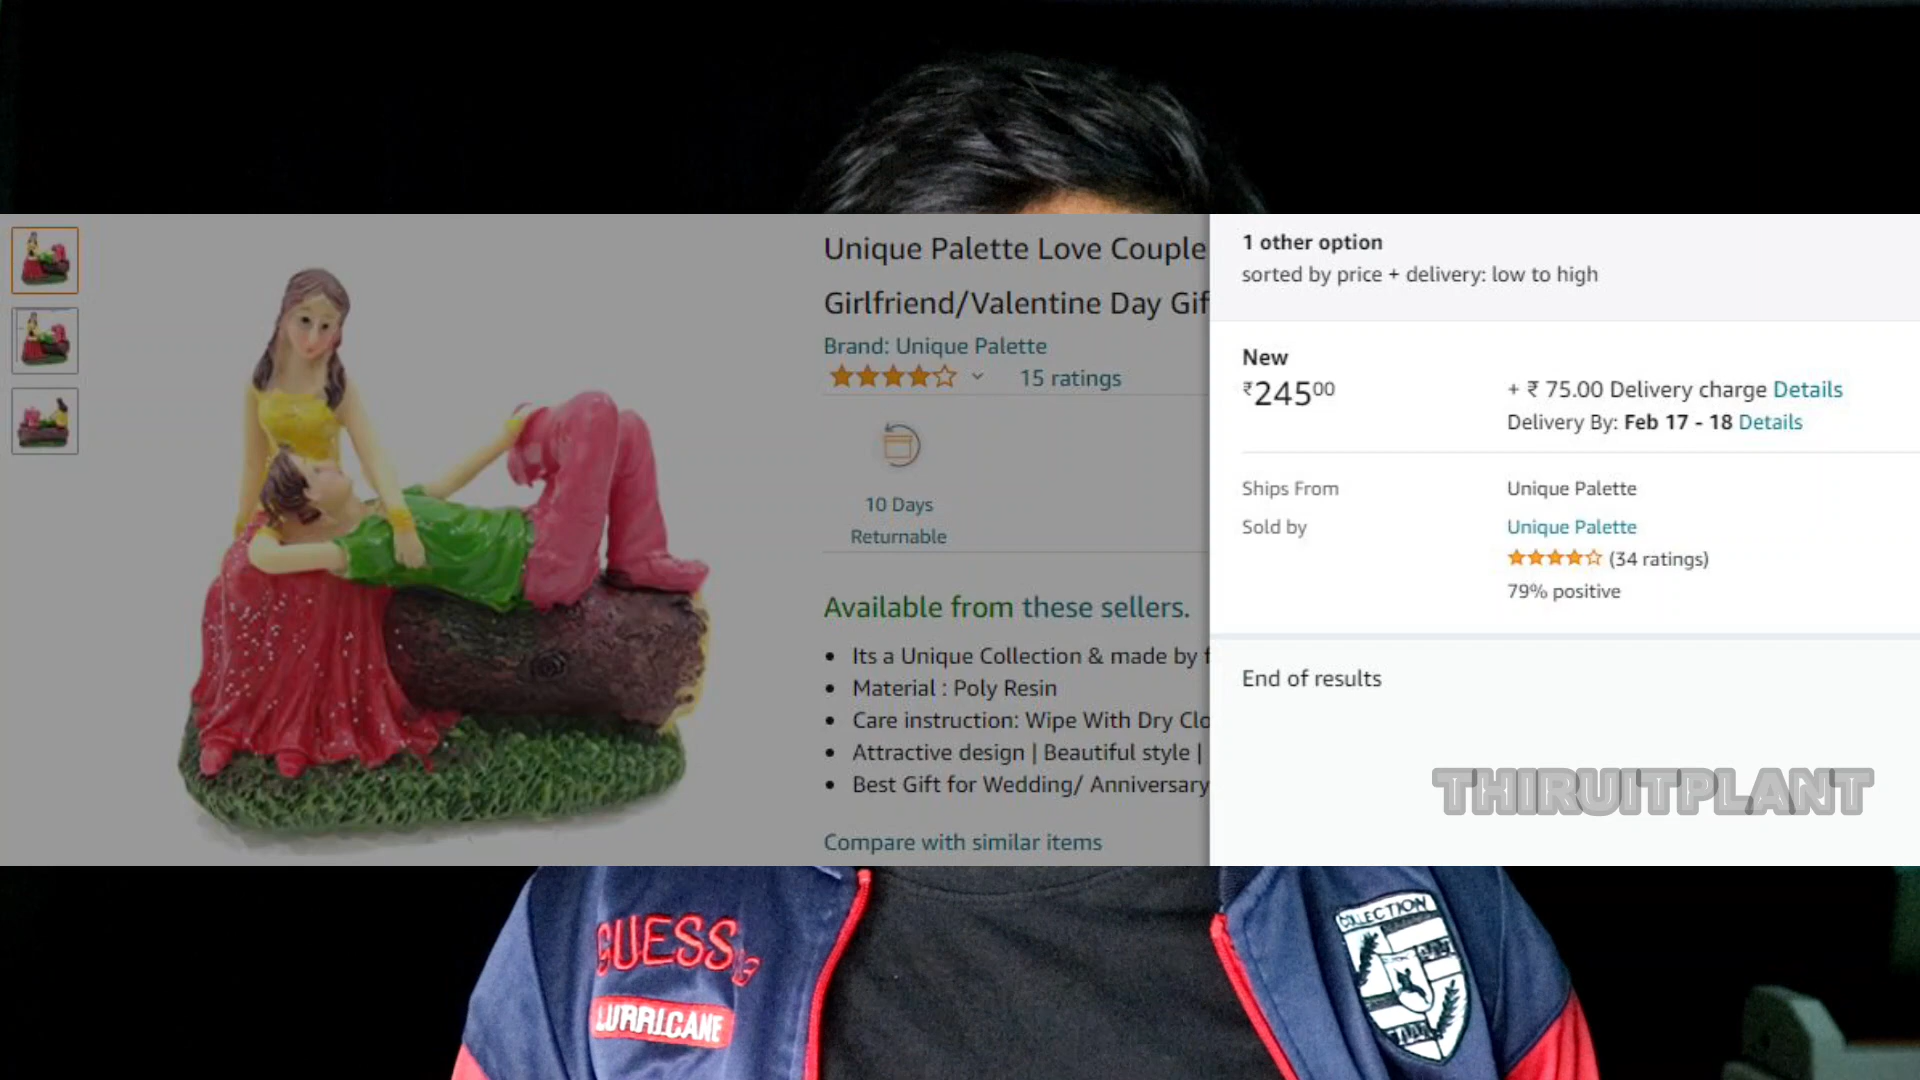 Unique Palette Love Couple
Girlfriend/Valentine Day Gif
Brand: Unique Palette
15 ratings
10 Days
Returnable
Available from these sellers.
Its a Unique Collection & made by f
Material : Poly Resin
Care instruction: Wipe With Dry Clo
Attractive design | Beautiful style |
Best Gift for Wedding/ Anniversary
Compare with similar items
1 other option
sorted by price + delivery: low to high
New
₹24500
+ ₹ 75.00 Delivery charge Details
Delivery By: Feb 17 - 18 Details
Ships From Unique Palette
Sold by Unique Palette
(34 ratings)
79% positive
End of results
THIRUITPLANT
GUESS
LURRICANE
COLLECTION